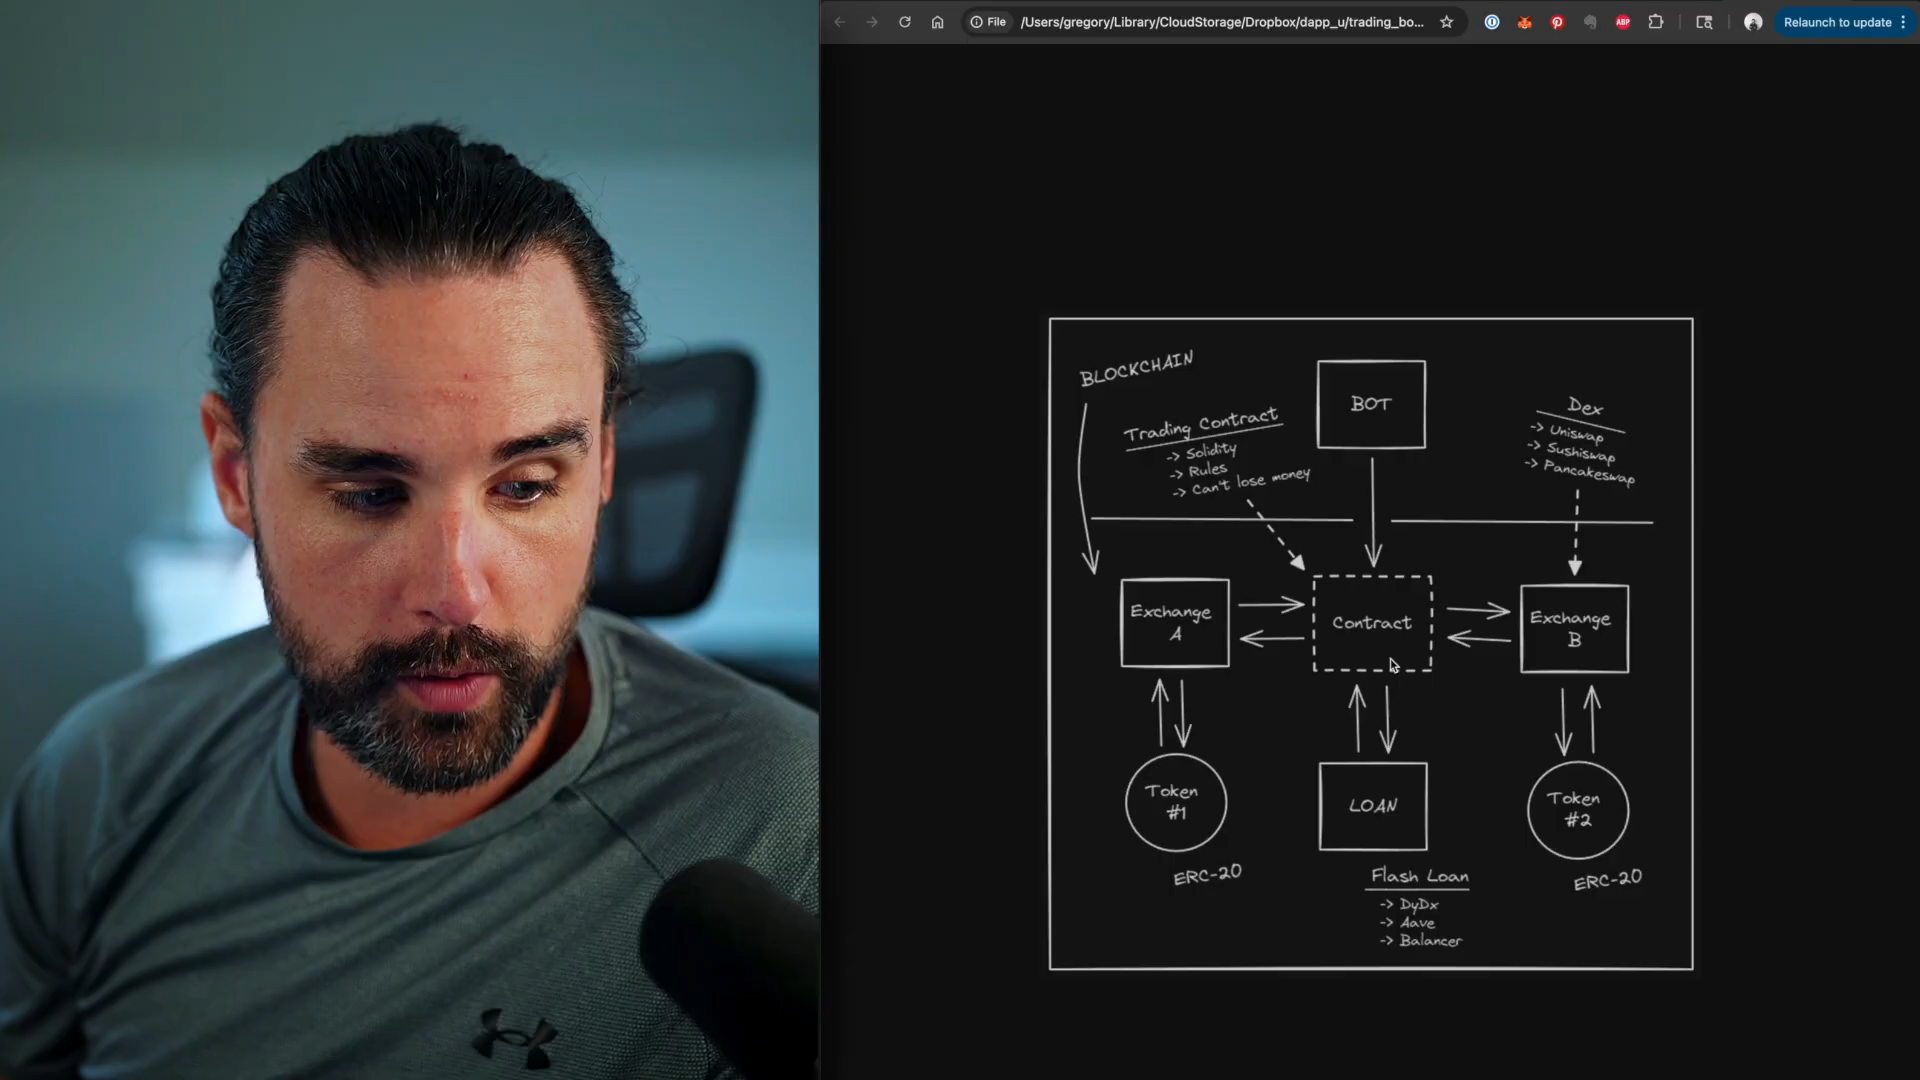 File
/Users/gregory/Library/CloudStorage/Dropbox/dapp_u/trading_bo...
ABP
Relaunch to update
BLOCKCHAIN
BOT
Trading Contract
-> Solidity
-> Rules
-> Can't lose money
Dex
-> Uniswap
-> Sushiswap
-> Pancakeswap
Exchange
A
Contract
Exchange
B
Token
#1
ERC-20
LOAN
Token
#2
ERC-20
Flash Loan
-> DyDx
-> Aave
-> Balancer